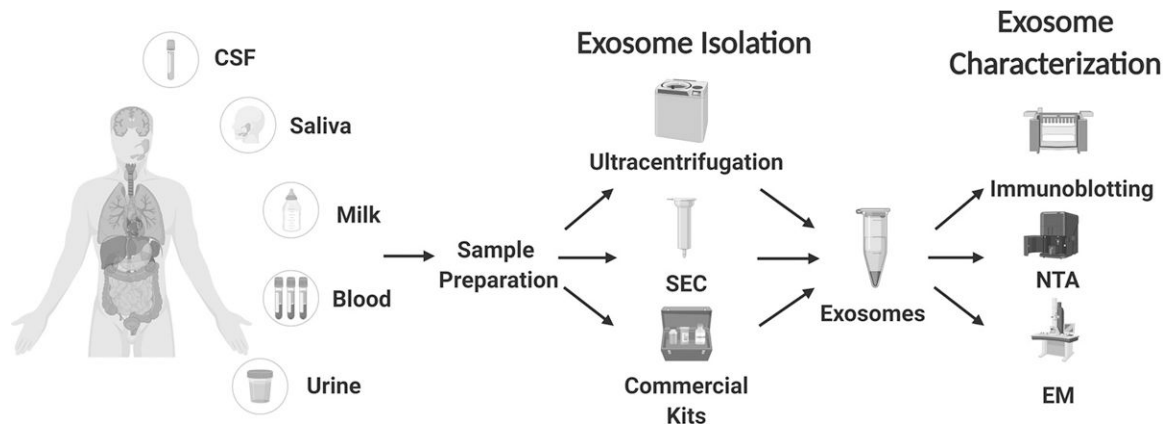 CSF
Saliva
Milk
Blood
Urine
Sample
Preparation
Exosome Isolation
Ultracentrifugation
SEC
Commercial
Kits
Exosomes
Exosome
Characterization
Immunoblotting
NTA
EM